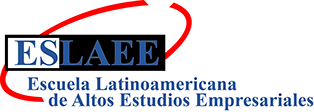 ESLAEE
Escuela Latinoamericana
de Altos Estudios Empresariales